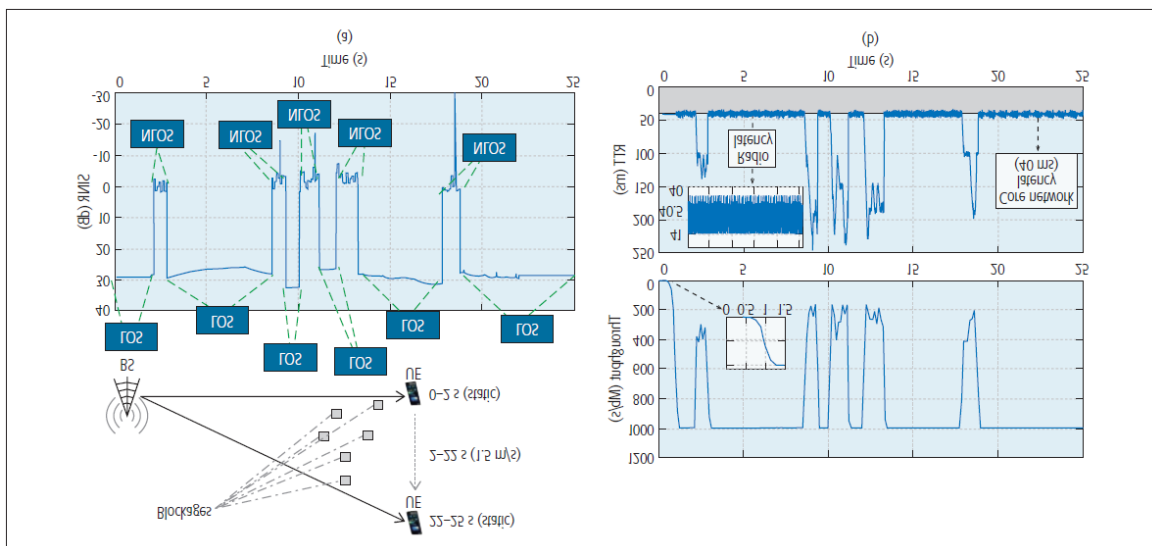 Blockages
UE
22–25 s (static)
2–22 s (1.5 m/s)
0–2 s (static)
UE
BS
LOS
LOS
LOS
LOS
LOS
LOS
40
30
20
10
0
-10
-20
-30
SINR (dB)
NLOS
NLOS
NLOS
NLOS
NLOS
0 5 10 15 20 25
Time (s)
(a)
1200
1000
800
600
400
200
0
Throughput (Mb/s)
0 0.5 1 1.5
5 10 15 20 25
250
200
150
100
50
0
RTT (ms)
41
40.5
40
Radio
latency
Core network
latency
(40 ms)
0 5 10 15 20 25
Time (s)
(b)